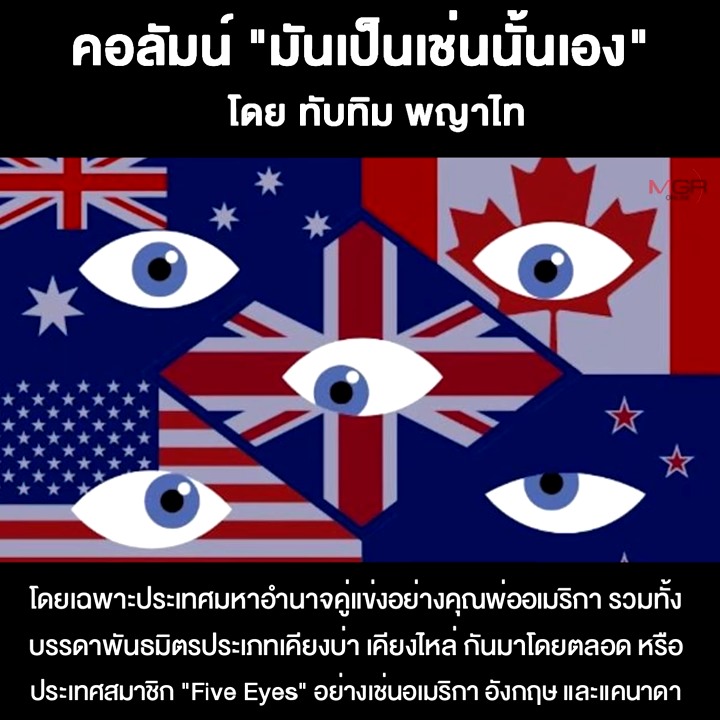 คอลัมน์ "มันเป็นเช่นนั้นเอง"
โดย ทับทิม พญาไท
MGR
ONLINE
โดยเฉพาะประเทศมหาอำนาจคู่แข่งอย่างคุณพ่ออเมริกา รวมทั้ง
บรรดาพันธมิตรประเภทเคียงบ่า เคียงไหล่ กันมาโดยตลอด หรือ
ประเทศสมาชิก "Five Eyes" อย่างเช่นอเมริกา อังกฤษ และแคนาดา